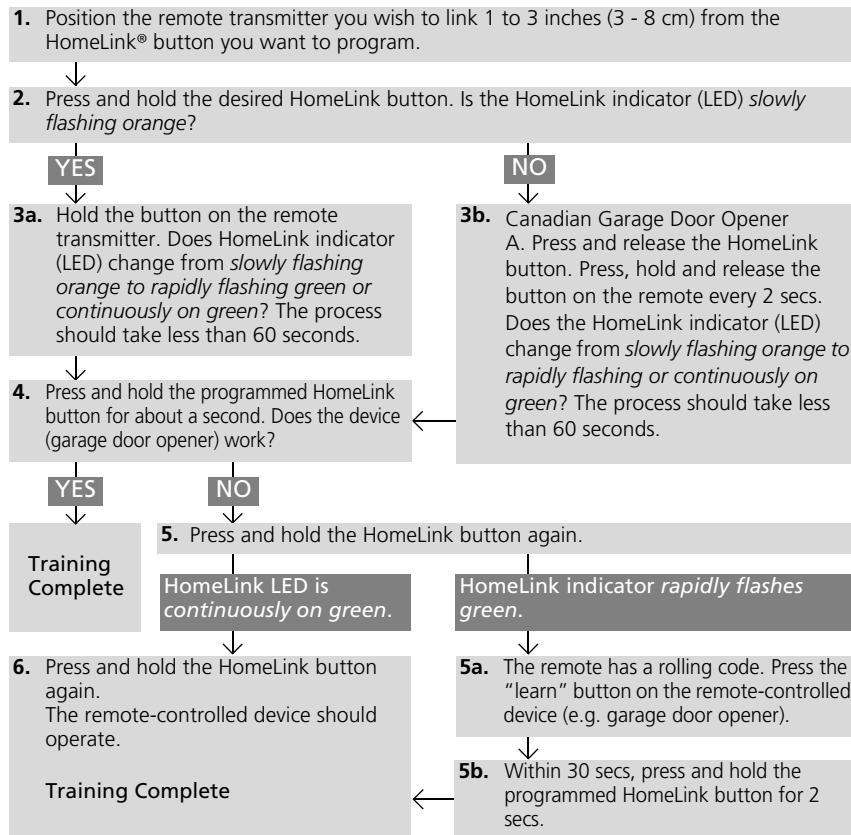 1. Position the remote transmitter you wish to link 1 to 3 inches (3 - 8 cm) from the
HomeLink® button you want to program.
2. Press and hold the desired HomeLink button. Is the HomeLink indicator (LED) slowly
flashing orange?
YES
NO
3a. Hold the button on the remote
transmitter. Does HomeLink indicator
(LED) change from slowly flashing
orange to rapidly flashing green or
continuously on green? The process
should take less than 60 seconds.
3b. Canadian Garage Door Opener
A. Press and release the HomeLink
button. Press, hold and release the
button on the remote every 2 secs.
Does the HomeLink indicator (LED)
change from slowly flashing orange to
rapidly flashing or continuously on
green? The process should take less
than 60 seconds.
4. Press and hold the programmed HomeLink
button for about a second. Does the device
(garage door opener) work?
YES
NO
Training
Complete
5. Press and hold the HomeLink button again.
HomeLink LED is
continuously on green.
HomeLink indicator rapidly flashes
green.
6. Press and hold the HomeLink button
again.
The remote-controlled device should
operate.
Training Complete
5a. The remote has a rolling code. Press the
“learn” button on the remote-controlled
device (e.g. garage door opener).
5b. Within 30 secs, press and hold the
programmed HomeLink button for 2
secs.